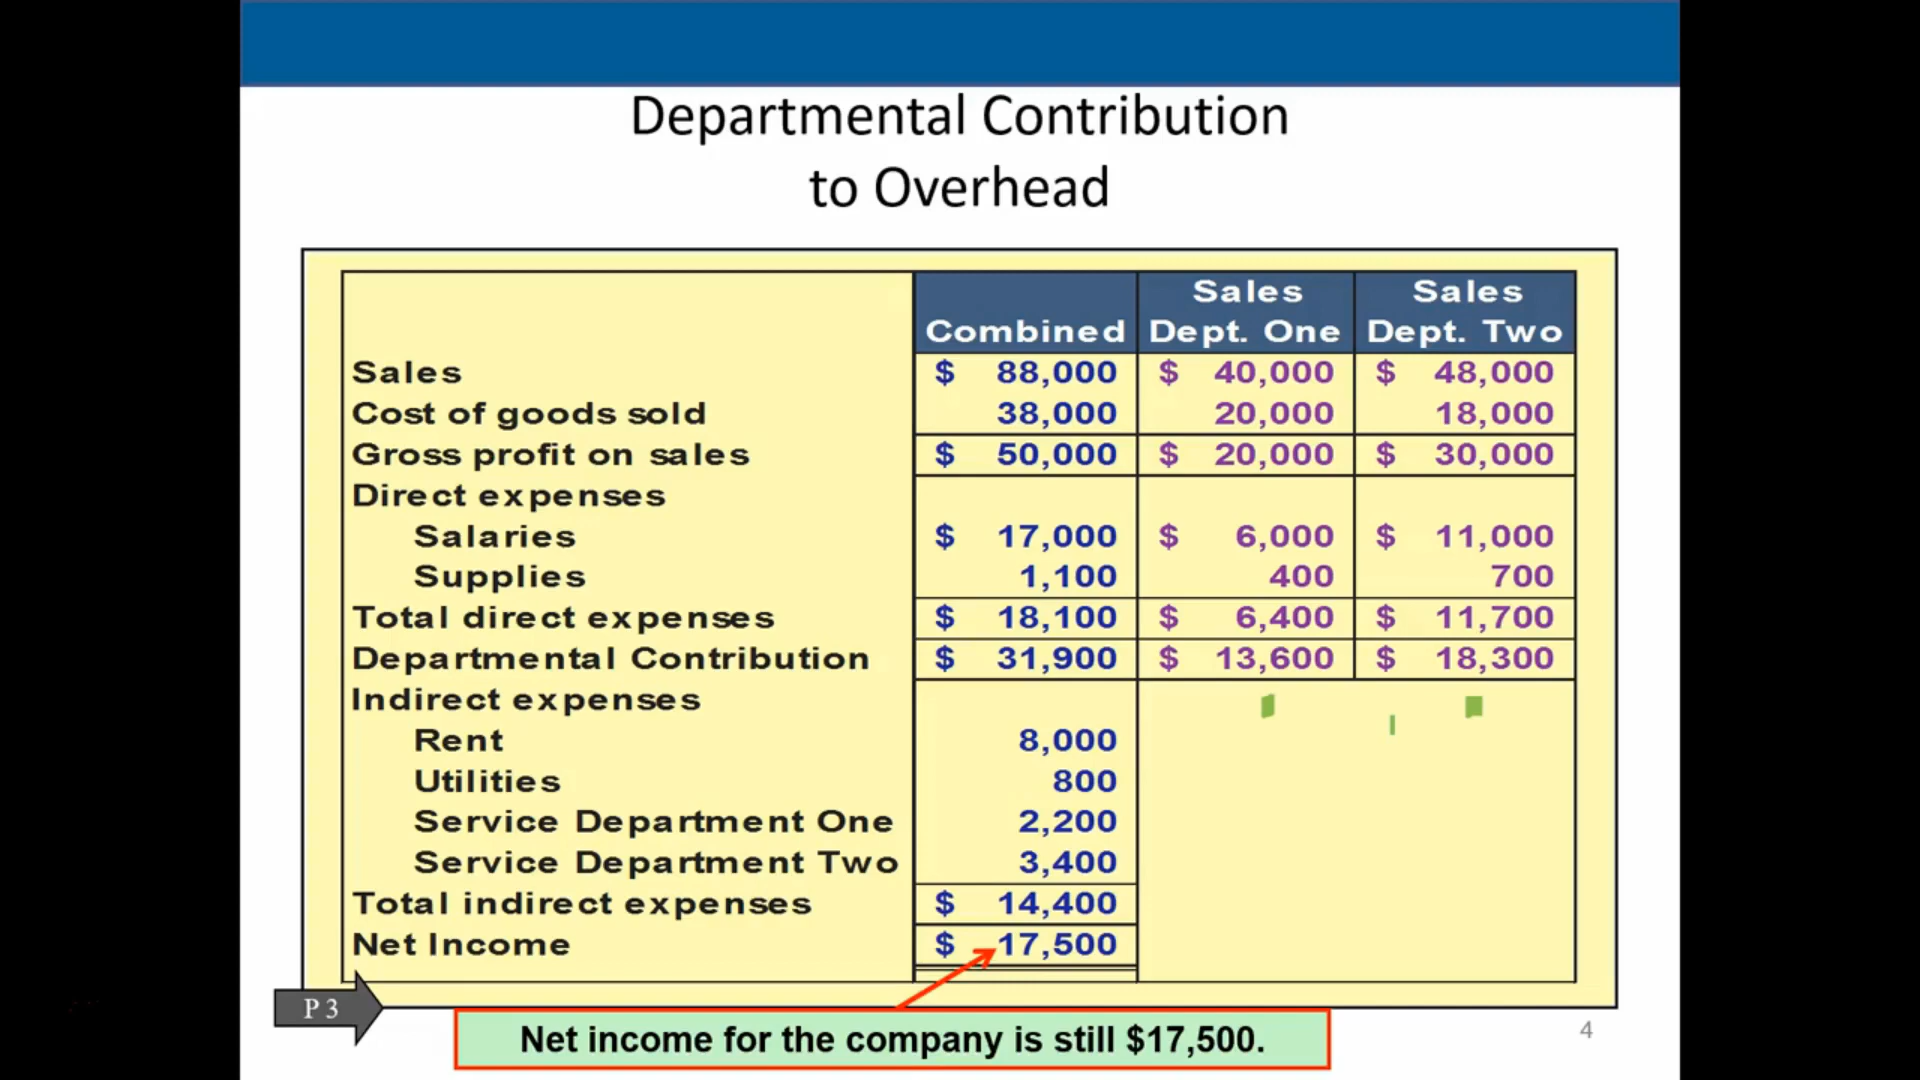 Departmental Contribution
to Overhead
Combined Sales Dept. One Sales Dept. Two
Sales $ 88,000 $ 40,000 $ 48,000
Cost of goods sold 38,000 20,000 18,000
Gross profit on sales $ 50,000 $ 20,000 $ 30,000
Direct expenses
Salaries $ 17,000 $ 6,000 $ 11,000
Supplies 1,100 400 700
Total direct expenses $ 18,100 $ 6,400 $ 11,700
Departmental Contribution $ 31,900 $ 13,600 $ 18,300
Indirect expenses
Rent 8,000
Utilities 800
Service Department One 2,200
Service Department Two 3,400
Total indirect expenses $ 14,400
Net Income $ 17,500
P 3
Net income for the company is still $17,500.
4